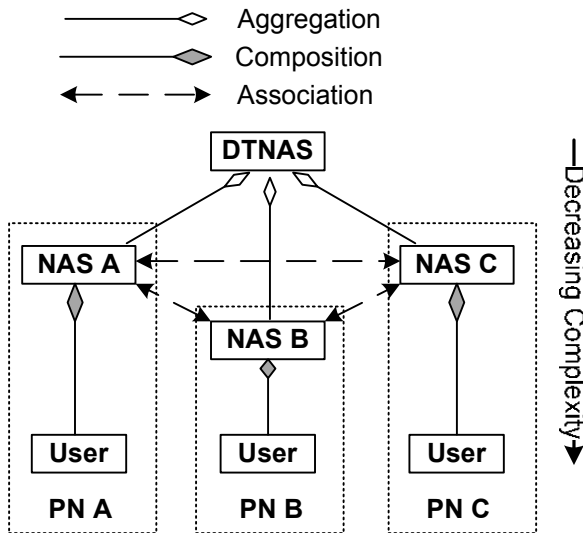 Aggregation
Composition
Association
DTNAS
NAS A
NAS C
NAS B
User
User
User
PN A
PN B
PN C
Decreasing Complexity